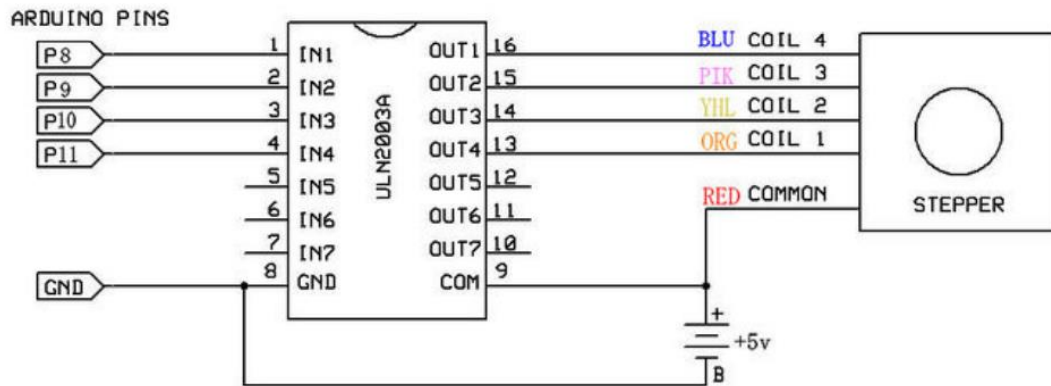 ARDUINO PINS
P8 1 IN1 OUT1 16 BLU COIL 4
P9 2 IN2 OUT2 15 PIK COIL 3
P10 3 IN3 OUT3 14 YHL COIL 2
P11 4 IN4 OUT4 13 ORG COIL 1
5 IN5 OUT5 12
6 IN6 OUT6 11
7 IN7 OUT7 10
GND 8 GND COM 9
ULN2003A
RED COMMON
STEPPER
+
+5v
B